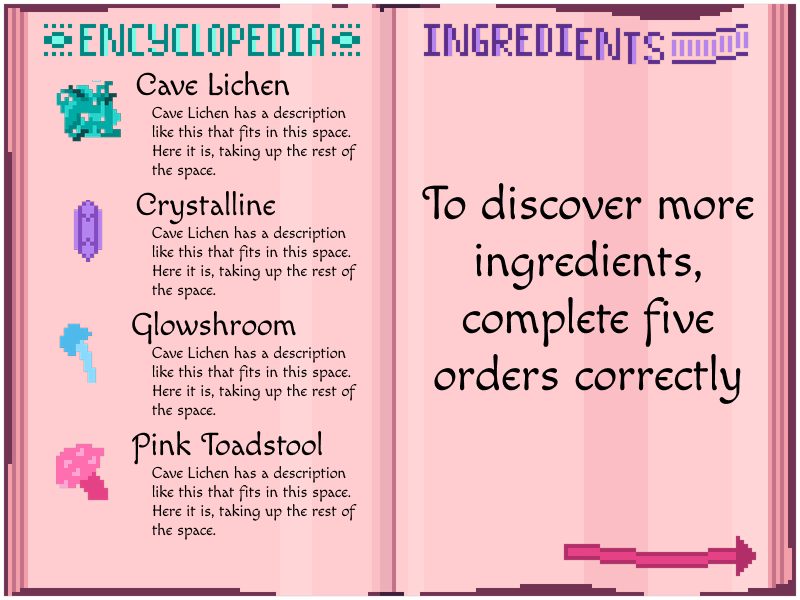 ENCYCLOPEDIA
Cave Lichen
Cave Lichen has a description
like this that fits in this space.
Here it is, taking up the rest of
the space.
Crystalline
Cave Lichen has a description
like this that fits in this space.
Here it is, taking up the rest of
the space.
Glowshroom
Cave Lichen has a description
like this that fits in this space.
Here it is, taking up the rest of
the space.
Pink Toadstool
Cave Lichen has a description
like this that fits in this space.
Here it is, taking up the rest of
the space.
INGREDIENTS
To discover more
ingredients,
complete five
orders correctly